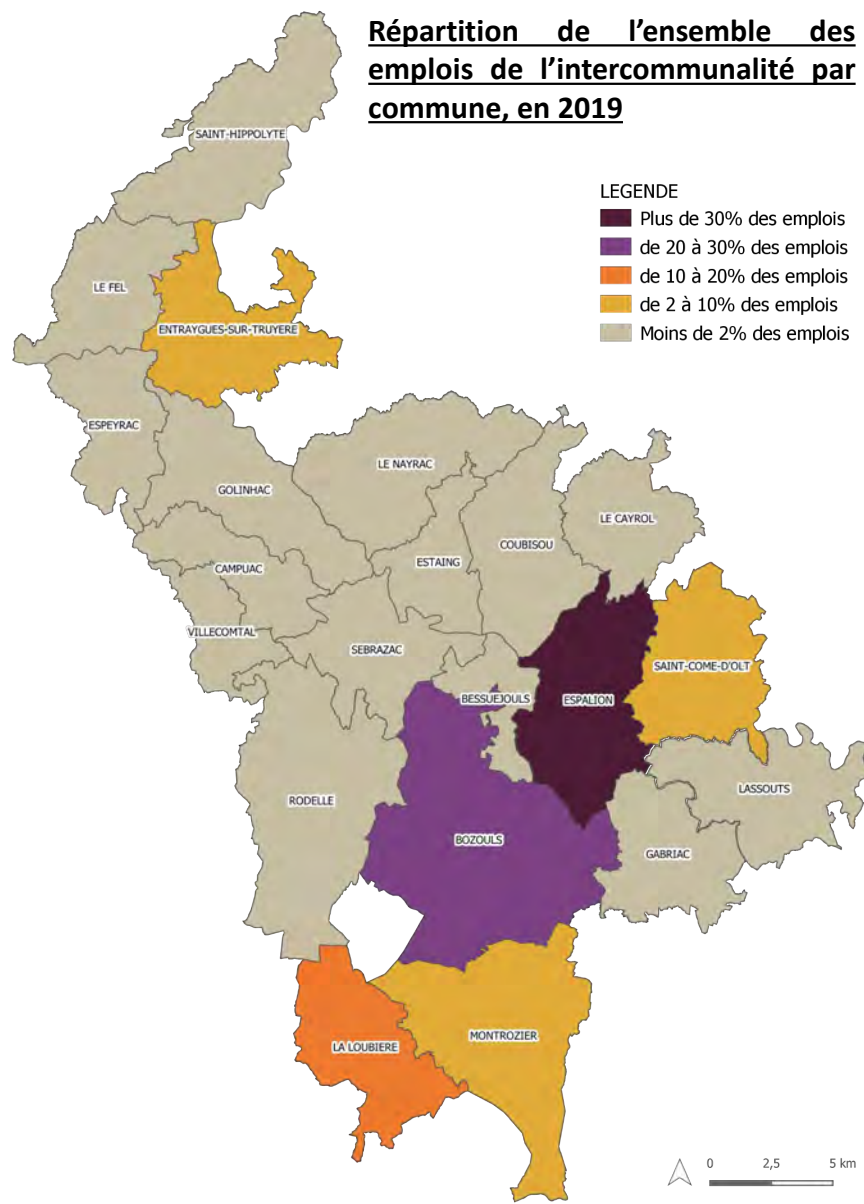 Répartition de l'ensemble des
emplois de l'intercommunalité par
commune, en 2019
SAINT-HIPPOLYTE
LEGENDE
Plus de 30% des emplois
de 20 à 30% des emplois
de 10 à 20% des emplois
de 2 à 10% des emplois
Moins de 2% des emplois
LE FEL
ENTRAYGUES-SUR-TRUYERE
ESPEYRAC
LE NAYRAC
GOLINHAC
LE CAYROL
COUBISOU
ESTAING
CAMPUAC
VILLECOMTAL
SEBRAZAC
SAINT-COME-D'OLT
BESSUEJOULS
ESPALION
LASSOUTS
RODELLE
BOZOULS
GABRIAC
MONTROZIER
LA LOUBIERE
0 2,5 5 km